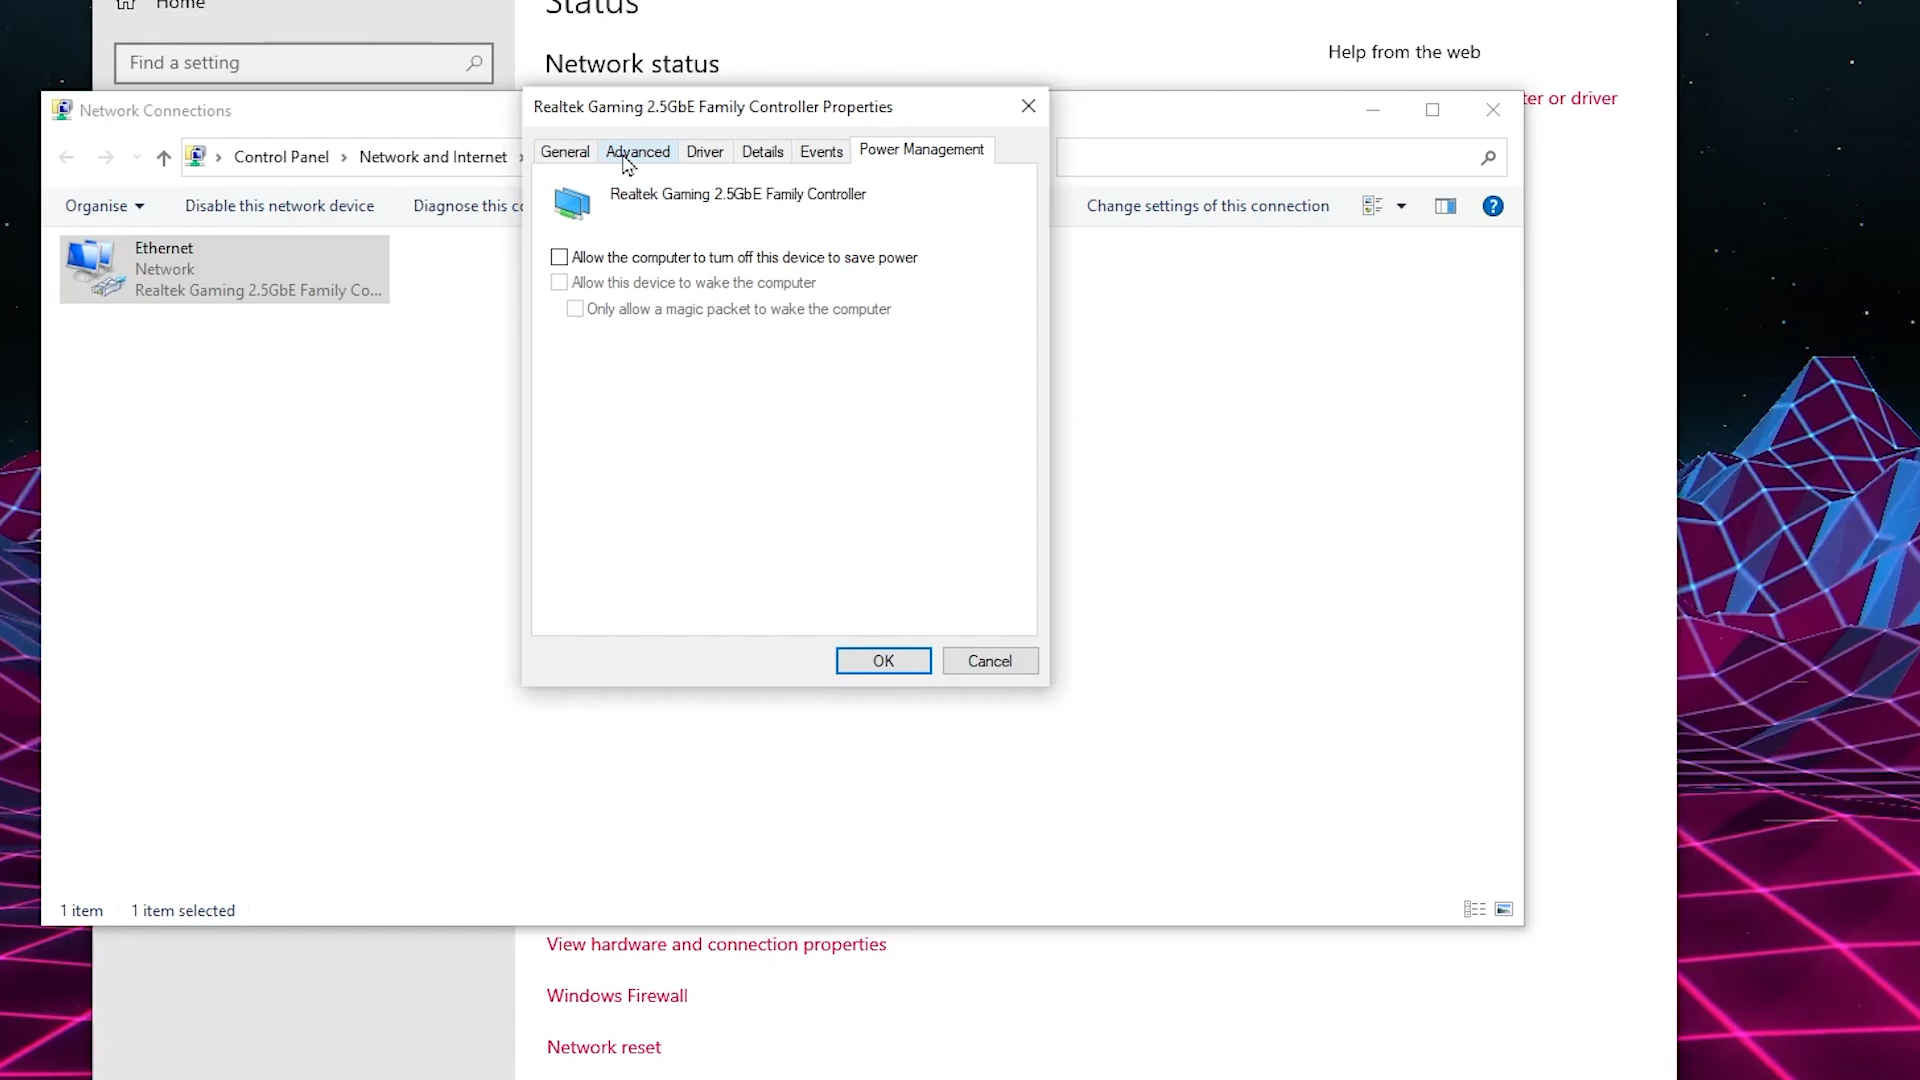 Home
Status
Find a setting
Network status
Help from the web
Network Connections
Realtek Gaming 2.5GbE Family Controller Properties
or driver
Control Panel
Network and Internet
General
Advanced
Driver
Details
Events
Power Management
Realtek Gaming 2.5GbE Family Controller
Organise
Disable this network device
Diagnose this
Change settings of this connection
Ethernet
Network
Realtek Gaming 2.5GbE Family Co...
Allow the computer to turn off this device to save power
Allow this device to wake the computer
Only allow a magic packet to wake the computer
OK
Cancel
1 item
1 item selected
View hardware and connection properties
Windows Firewall
Network reset